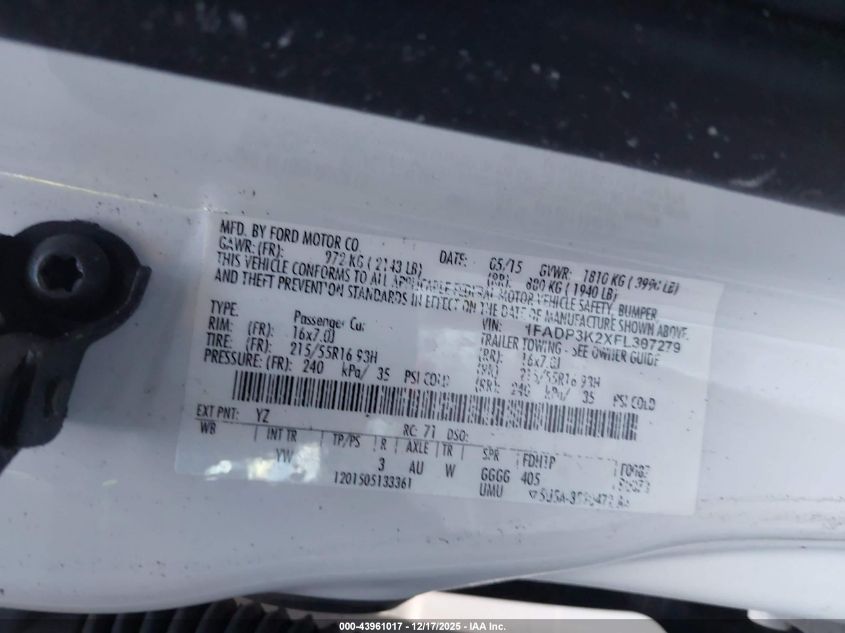 MFD. BY FORD MOTOR CO.
DATE: 05/15 GVWR: 1810 KG ( 3990 LB)
GAWR: (FR): 972 KG ( 2143 LB) (RR): 880 KG ( 1940 LB)
THIS VEHICLE CONFORMS TO ALL APPLICABLE FEDERAL MOTOR VEHICLE SAFETY, BUMPER
AND THEFT PREVENTION STANDARDS IN EFFECT ON THE DATE OF MANUFACTURE SHOWN ABOVE.
VIN: 1FADP3K2XFL397279
TYPE: Passenger Car TRAILER TOWING - SEE OWNER GUIDE
RIM: (FR): 16x7.0J (RR): 16x7.0J
TIRE: (FR): 215/55R16 93H (RR): 215/55R16 93H
PRESSURE: (FR): 240 kPa/ 35 PSI COLD (RR): 240 kPa/ 35 PSI COLD
EXT PNT: YZ RC: 71 DSO:
WB INT TR TP/PS R AXLE TR SPR
YW 3 AU W GGGG 405
1201505133361 UMU
000-43961017 - 12/17/2025 - IAA Inc.